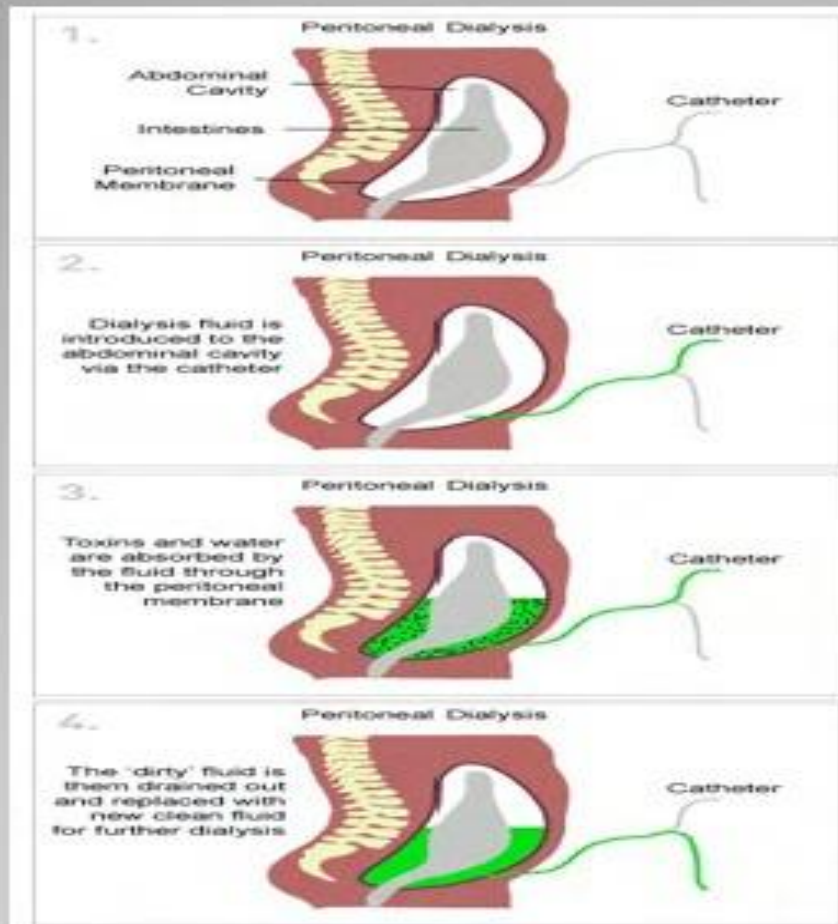 1.
Peritoneal Dialysis
Abdominal
Cavity
Intestines
Peritoneal
Membrane
Catheter
2.
Peritoneal Dialysis
Dialysis fluid is
introduced to the
abdominal cavity
via the catheter
Catheter
3.
Peritoneal Dialysis
Toxins and water
are absorbed by
the fluid through
the peritoneal
membrane
Catheter
4.
Peritoneal Dialysis
The 'dirty' fluid is
them drained out
and replaced with
new clean fluid
for further dialysis
Catheter